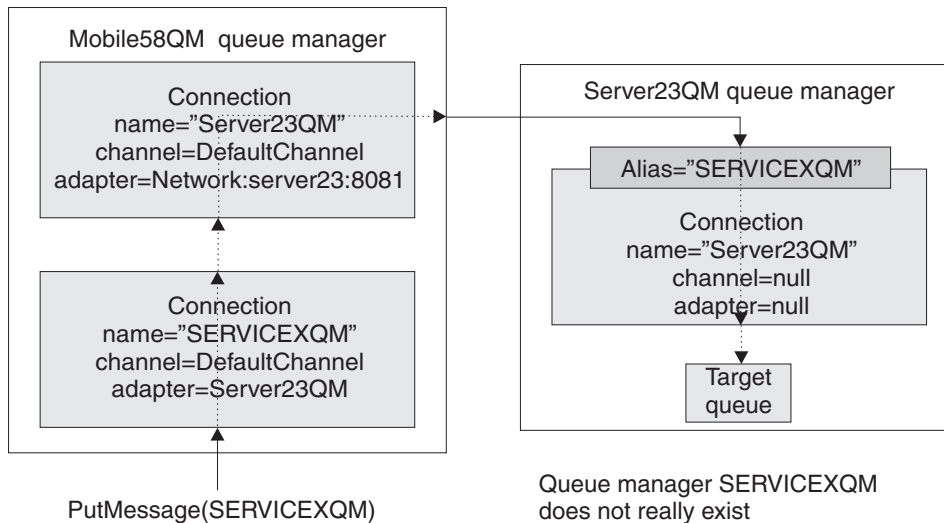 Mobile58QM queue manager
Connection
name=”Server23QM”
channel=DefaultChannel
adapter=Network:server23:8081
Connection
name=”SERVICEXQM”
channel=DefaultChannel
adapter=Server23QM
PutMessage(SERVICEXQM)
Server23QM queue manager
Alias=”SERVICEXQM”
Connection
name=”Server23QM”
channel=null
adapter=null
Target
queue
Queue manager SERVICEXQM
does not really exist